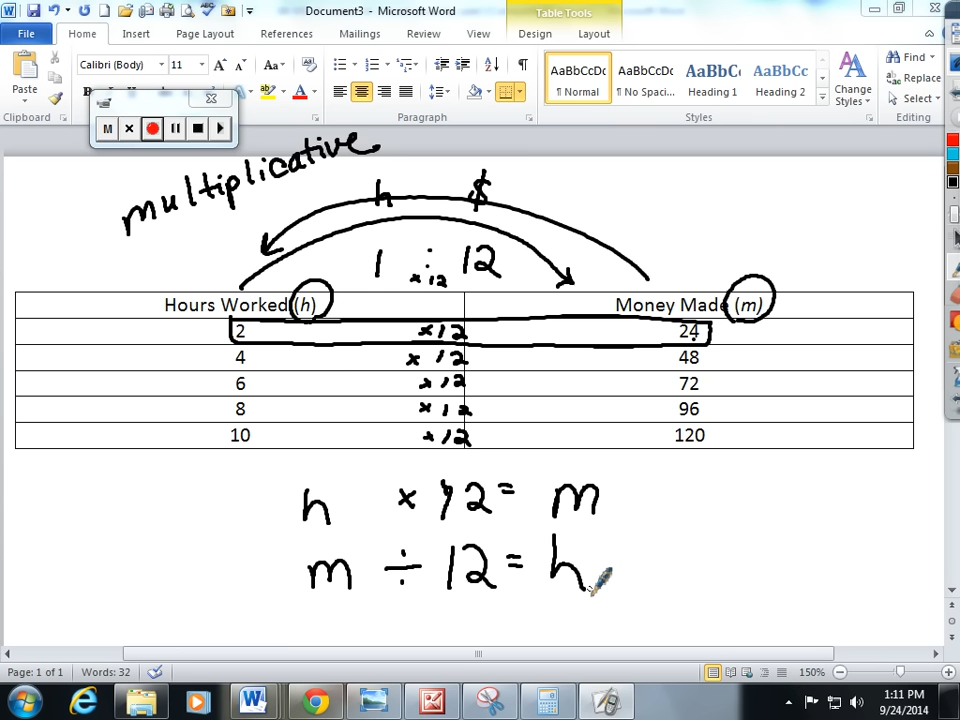 Document3 - Microsoft Word
Table Tools
File Home Insert Page Layout References Mailings Review View Design Layout
Calibri (Body) 11
Paste
AaBbCcDc AaBbCcDc AaBbC AaBbCc
¶ Normal ¶ No Spaci... Heading 1 Heading 2
Change Styles
Find
Replace
Select
Clipboard Paragraph Styles Editing
M
multiplicative
h $
1 : 12
×12
Hours Worked (h) Money Made (m)
2 ×12 24
4 ×12 48
6 ×12 72
8 ×12 96
10 ×12 120
h ×12= m
m ÷ 12 = h
Page: 1 of 1 Words: 32 150%
1:11 PM
9/24/2014